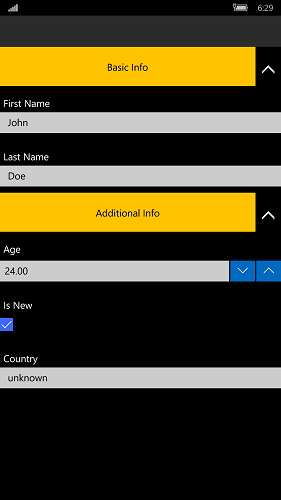 6:29
Basic Info
First Name
John
Last Name
Doe
Additional Info
Age
24.00
Is New
Country
unknown